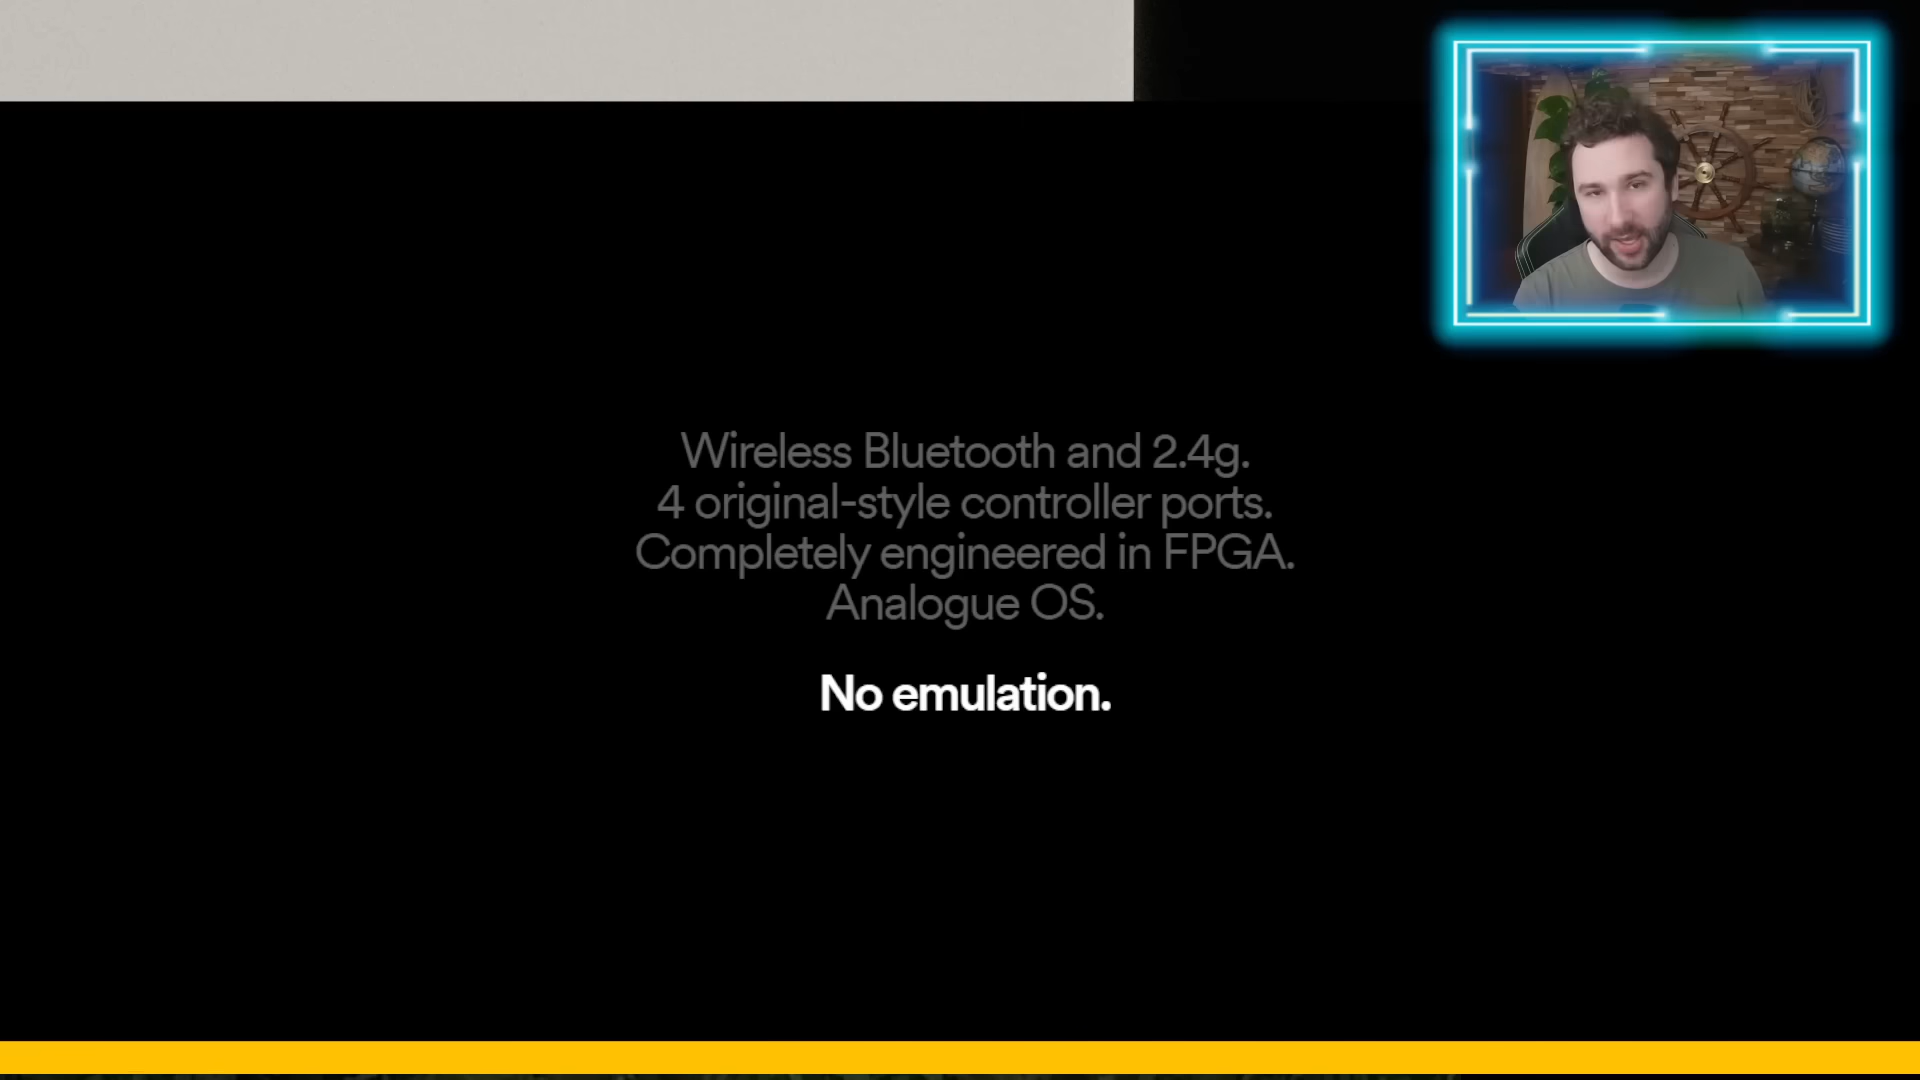 Wireless Bluetooth and 2.4g.
4 original-style controller ports.
Completely engineered in FPGA.
Analogue OS.
No emulation.